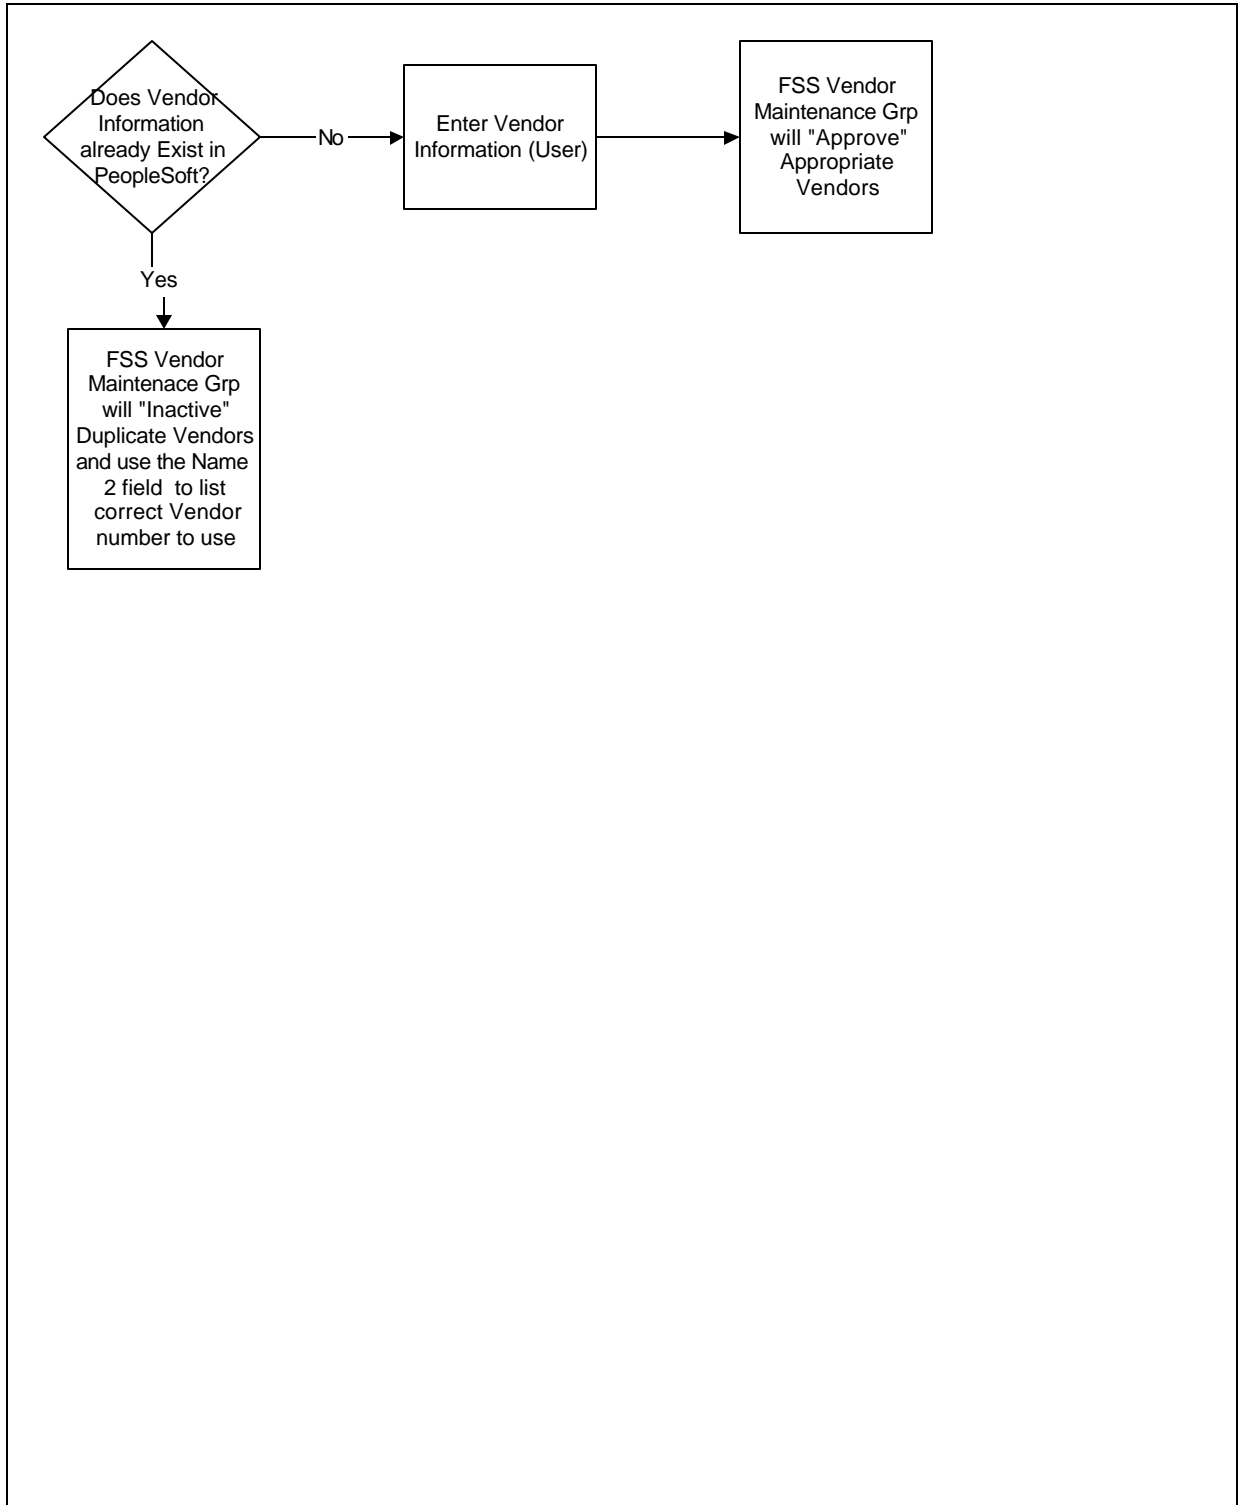 Does Vendor
Information
already Exist in
PeopleSoft?
No
Enter Vendor
Information (User)
FSS Vendor
Maintenance Grp
will "Approve"
Appropriate
Vendors
Yes
FSS Vendor
Maintenace Grp
will "Inactive"
Duplicate Vendors
and use the Name
2 field  to list
correct Vendor
number to use